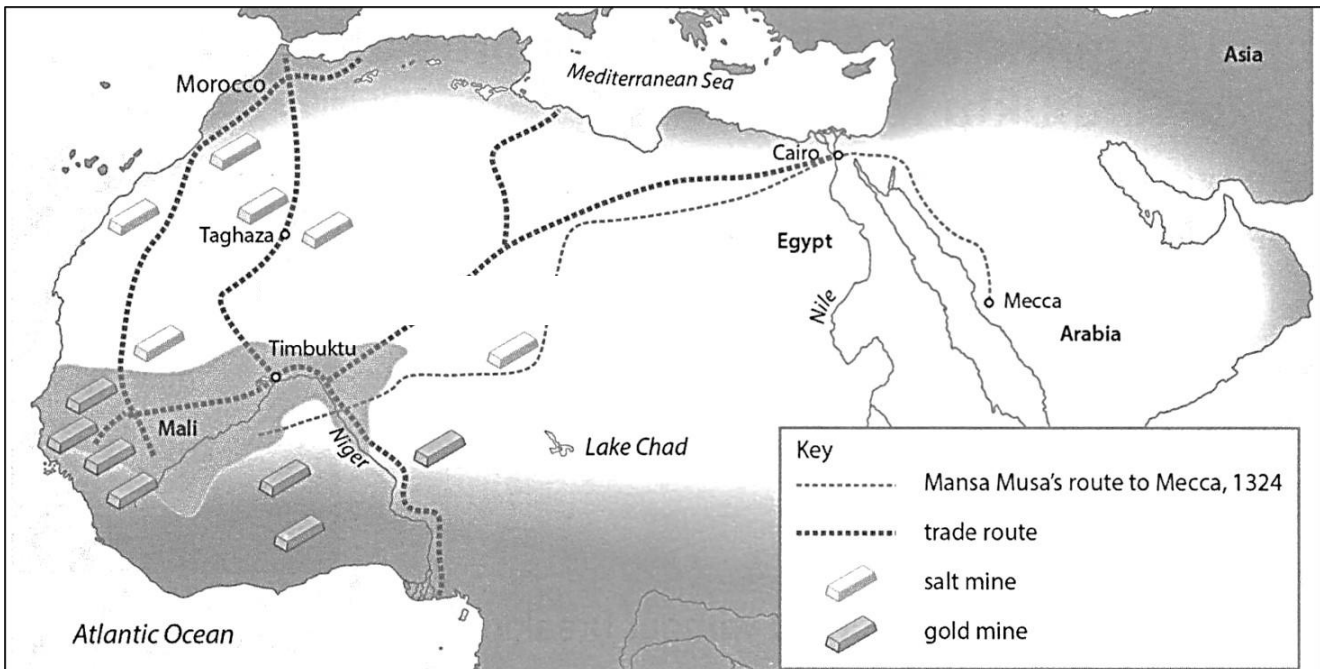 Asia
Mediterranean Sea
Morocco
Cairo
Taghaza
Egypt
Nile
Mecca
Arabia
Timbuktu
Mali
Niger
Lake Chad
Atlantic Ocean
Key
Mansa Musa's route to Mecca, 1324
trade route
salt mine
gold mine